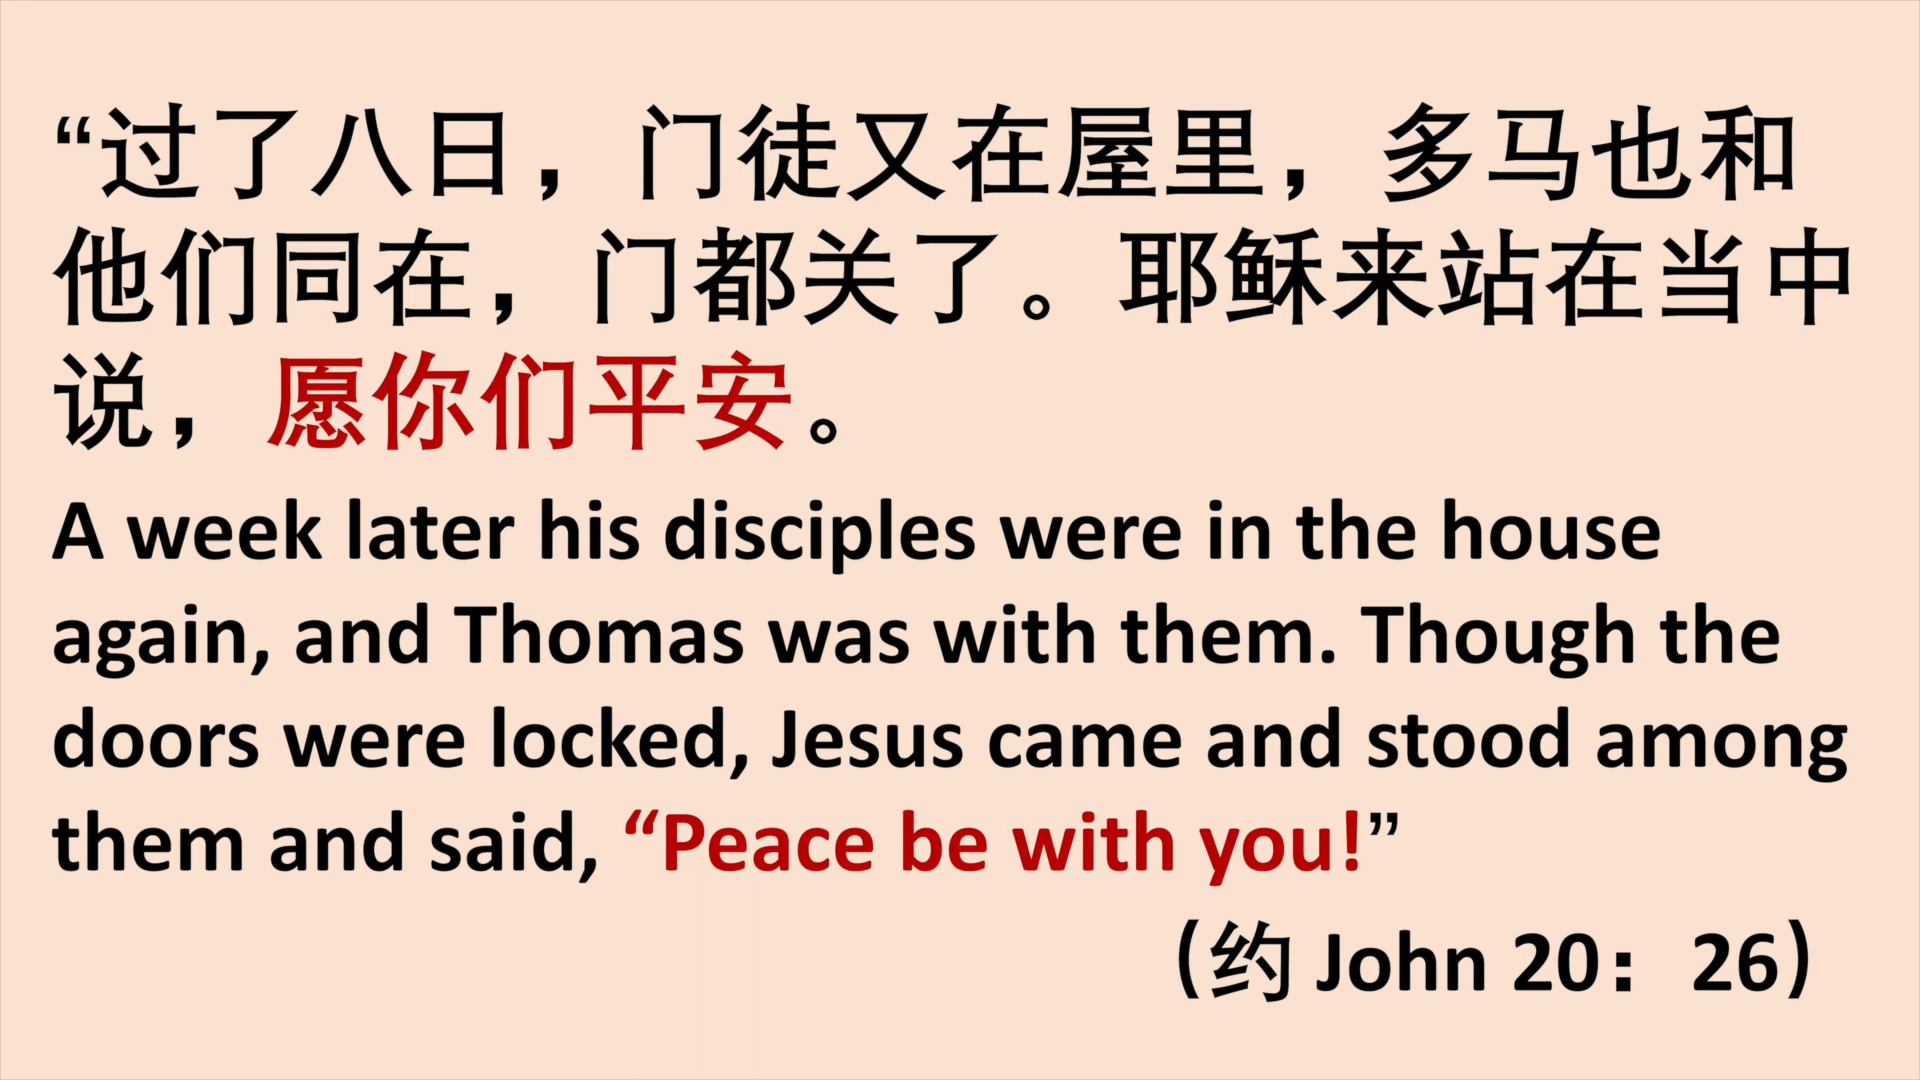 “过了八日，门徒又在屋里，多马也和
他们同在，门都关了。耶稣来站在当中
说，愿你们平安。
A week later his disciples were in the house
again, and Thomas was with them. Though the
doors were locked, Jesus came and stood among
them and said, “Peace be with you!”
（约 John 20：26）